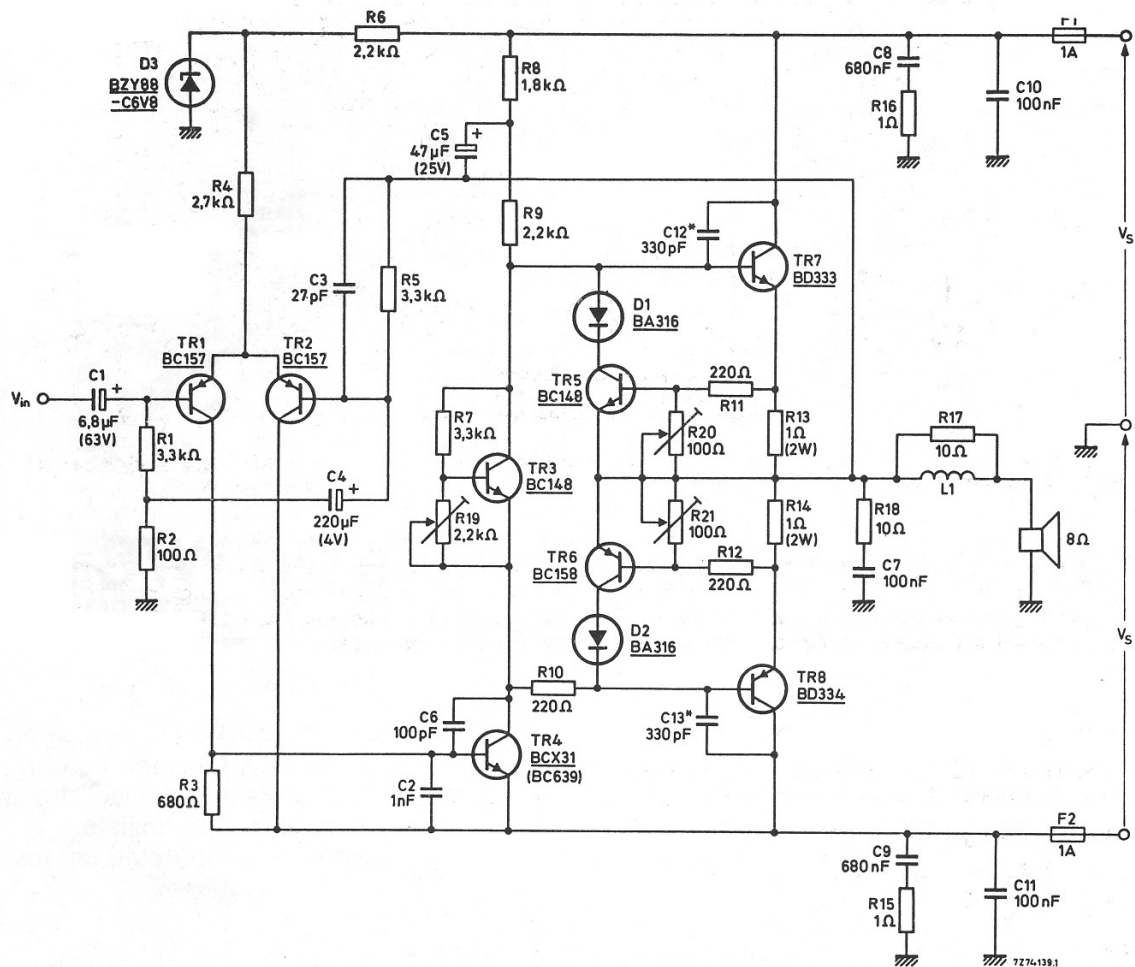 R6
2,2kΩ
F1
1A
D3
BZY88
-C6V8
R8
1,8kΩ
C8
680nF
R16
1Ω
C10
100nF
C5
+
47µF
(25V)
R4
2,7kΩ
R9
2,2kΩ
C12*
330pF
TR7
BD333
Vs
C3
27pF
R5
3,3kΩ
D1
BA316
TR1
BC157
TR2
BC157
C1
+
6,8µF
(63V)
Vin
TR5
BC148
220Ω
R11
R7
3,3kΩ
R20
100Ω
R13
1Ω
(2W)
R17
10Ω
R1
3,3kΩ
C4
+
220µF
(4V)
TR3
BC148
L1
R19
2,2kΩ
R21
100Ω
R14
1Ω
(2W)
R18
10Ω
8Ω
R2
100Ω
TR6
BC158
R12
220Ω
C7
100nF
D2
BA316
Vs
R10
220Ω
TR8
BD334
C6
100pF
C13*
330pF
TR4
BCX31
(BC639)
R3
680Ω
C2
1nF
F2
1A
C9
680nF
R15
1Ω
C11
100nF
7Z74139.1